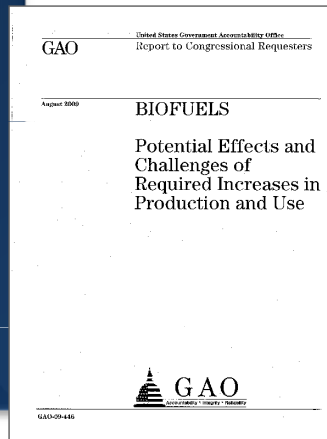 United States Government Accountability Office
GAO
Report to Congressional Requesters
August 2009
BIOFUELS
Potential Effects and
Challenges of
Required Increases in
Production and Use
GAO
Accountability * Integrity * Reliability
GAO-09-446